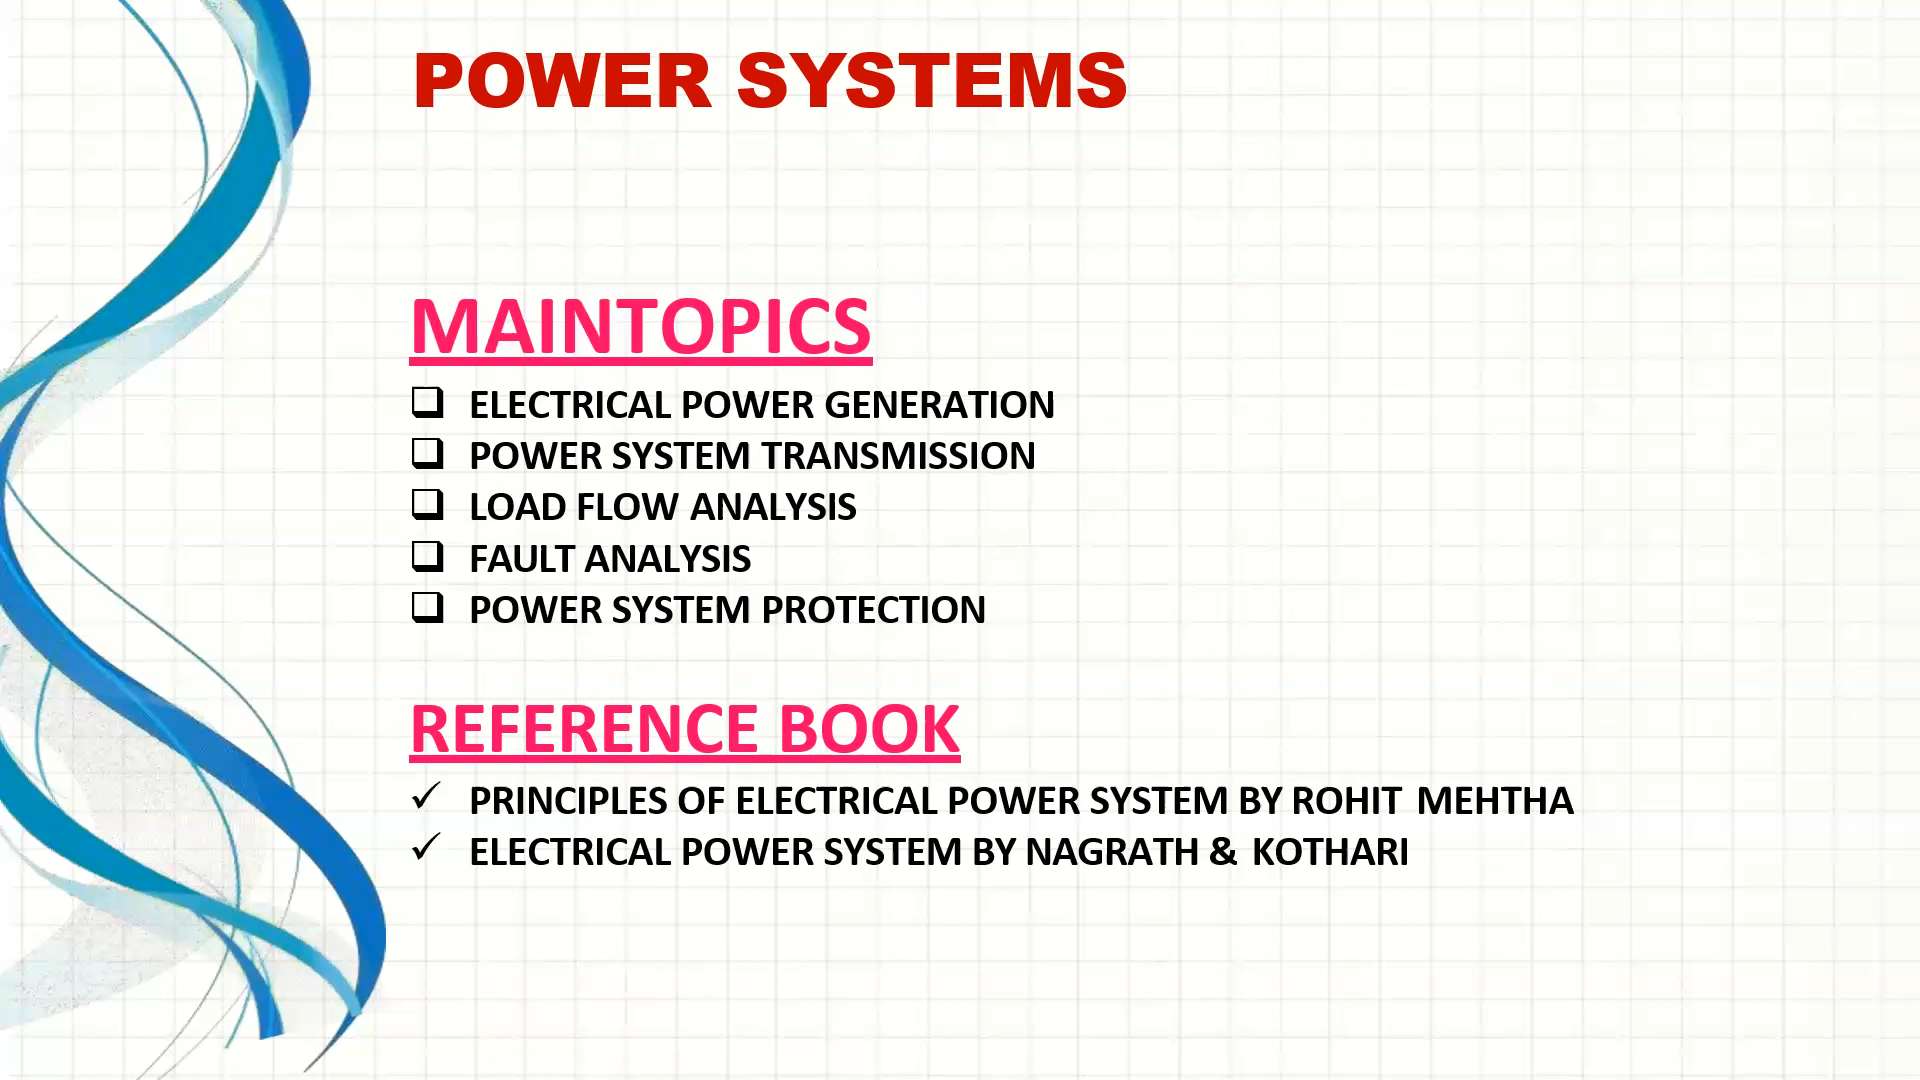 POWER SYSTEMS
MAINTOPICS
❑ ELECTRICAL POWER GENERATION
❑ POWER SYSTEM TRANSMISSION
❑ LOAD FLOW ANALYSIS
❑ FAULT ANALYSIS
❑ POWER SYSTEM PROTECTION
REFERENCE BOOK
✓ PRINCIPLES OF ELECTRICAL POWER SYSTEM BY ROHIT MEHTHA
✓ ELECTRICAL POWER SYSTEM BY NAGRATH & KOTHARI